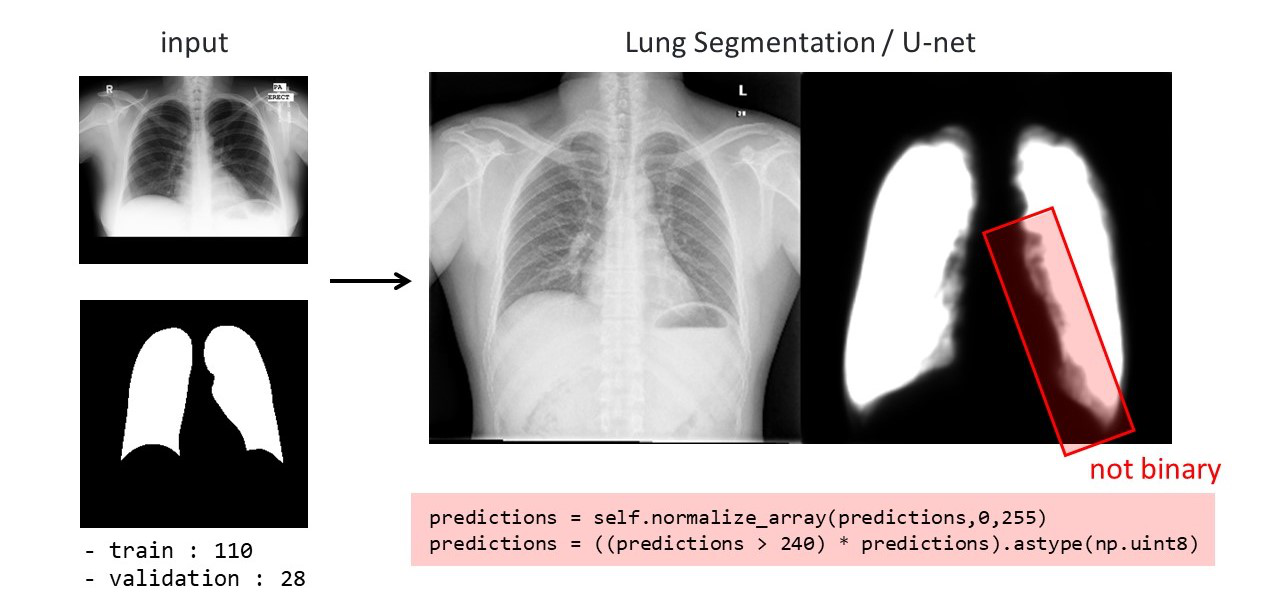 input
Lung Segmentation / U-net
R
PA
ERECT
L
- train : 110
- validation : 28
not binary
predictions = self.normalize_array(predictions,0,255)
predictions = ((predictions > 240) * predictions).astype(np.uint8)